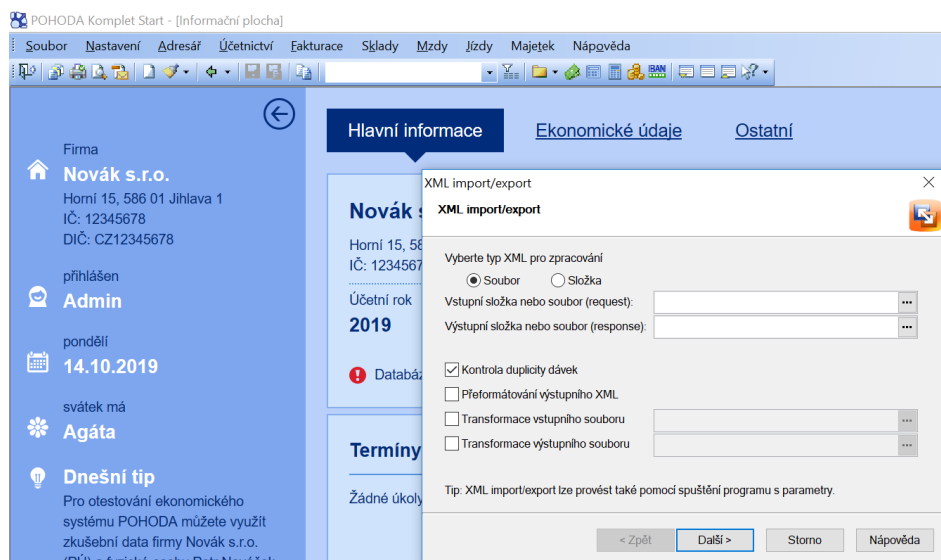 POHODA Komplet Start - [Informační plocha]
Soubor Nastavení Adresář Účetnictví Fakturace Sklady Mzdy Jízdy Majetek Nápověda
IBAN
Firma
Novák s.r.o.
Horní 15, 586 01 Jihlava 1
IČ: 12345678
DIČ: CZ12345678
přihlášen
Admin
pondělí
14.10.2019
svátek má
Agáta
Dnešní tip
Pro otestování ekonomického
systému POHODA můžete využít
zkušební data firmy Novák s.r.o.
Hlavní informace Ekonomické údaje Ostatní
Novák
Horní 15, 58
IČ: 1234567
Účetní rok
2019
Databáz
Termíny
Žádné úkoly
XML import/export
XML import/export
Vyberte typ XML pro zpracování
Soubor Složka
Vstupní složka nebo soubor (request):
Výstupní složka nebo soubor (response):
Kontrola duplicity dávek
Přeformátování výstupního XML
Transformace vstupního souboru
Transformace výstupního souboru
Tip: XML import/export lze provést také pomocí spuštění programu s parametry.
< Zpět Další > Storno Nápověda